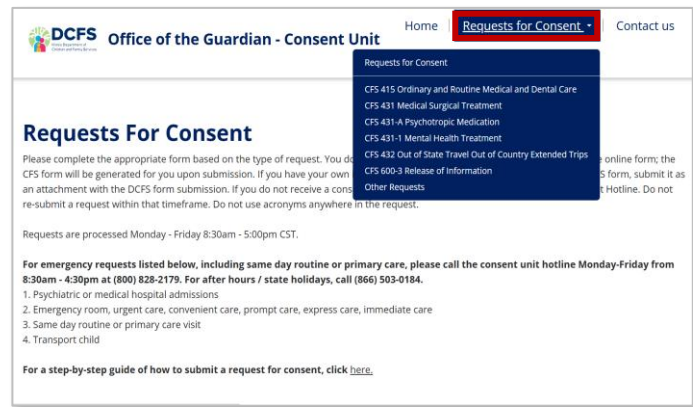 DCFS
Office of the Guardian - Consent Unit
Home
Requests for Consent
Contact us
Requests for Consent
CFS 415 Ordinary and Routine Medical and Dental Care
CFS 431 Medical Surgical Treatment
CFS 431-A Psychotropic Medication
CFS 431-1 Mental Health Treatment
CFS 432 Out of State Travel Out of Country Extended Trips
CFS 600-3 Release of Information
Other Requests
Requests For Consent
Please complete the appropriate form based on the type of request. You do e online form; the
CFS form will be generated for you upon submission. If you have your own S form, submit it as
an attachment with the DCFS form submission. If you do not receive a cons t Hotline. Do not
re-submit a request within that timeframe. Do not use acronyms anywhere in the request.
Requests are processed Monday - Friday 8:30am - 5:00pm CST.
For emergency requests listed below, including same day routine or primary care, please call the consent unit hotline Monday-Friday from
8:30am - 4:30pm at (800) 828-2179. For after hours / state holidays, call (866) 503-0184.
1. Psychiatric or medical hospital admissions
2. Emergency room, urgent care, convenient care, prompt care, express care, immediate care
3. Same day routine or primary care visit
4. Transport child
For a step-by-step guide of how to submit a request for consent, click here.